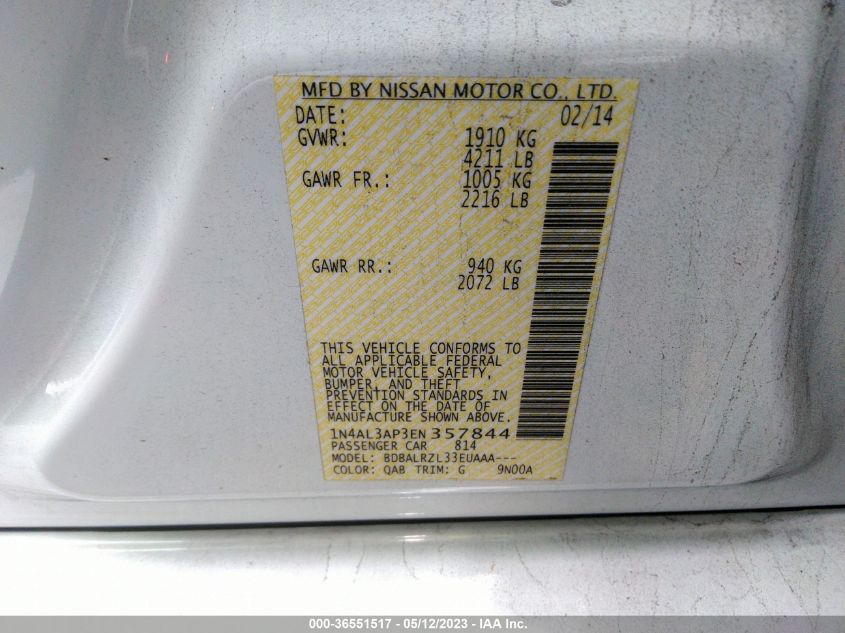 MFD BY NISSAN MOTOR CO., LTD.
DATE: 02/14
GVWR: 1910 KG
4211 LB
GAWR FR.: 1005 KG
2216 LB
GAWR RR.: 940 KG
2072 LB
THIS VEHICLE CONFORMS TO
ALL APPLICABLE FEDERAL
MOTOR VEHICLE SAFETY,
BUMPER, AND THEFT
PREVENTION STANDARDS IN
EFFECT ON THE DATE OF
MANUFACTURE SHOWN ABOVE.
1N4AL3AP3EN357844
PASSENGER CAR 814
MODEL: BDBALRZL33EUAAA---
COLOR: QAB TRIM: G 9N00A
000-36551517 - 05/12/2023 - IAA Inc.